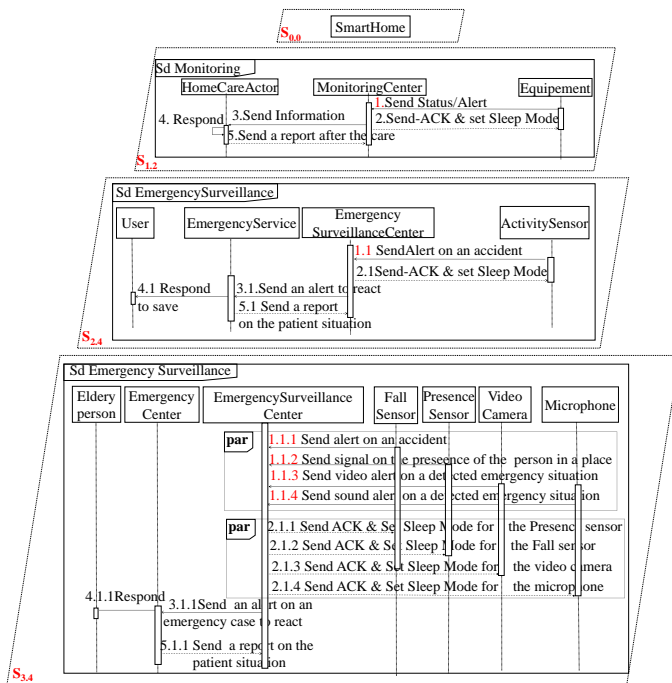 SmartHome
S0.0
Sd Monitoring
HomeCareActor
MonitoringCenter
Equipement
1.Send Status/Alert
3.Send Information
2.Send-ACK & set Sleep Mode
4. Respond
5.Send a report after the care
S1.2
Sd EmergencySurveillance
User
EmergencyService
Emergency
SurveillanceCenter
ActivitySensor
1.1 SendAlert on an accident
2.1Send-ACK & set Sleep Mode
4.1 Respond
to save
3.1.Send an alert to react
5.1 Send a report
on the patient situation
S2.4
Sd Emergency Surveillance
Eldery
person
Emergency
Center
EmergencySurveillance
Center
Fall
Sensor
Presence
Sensor
Video
Camera
Microphone
par
1.1.1 Send alert on an accident
1.1.2 Send signal on the preseence of the person in a place
1.1.3 Send video alert on a detected emergency situation
1.1.4 Send sound alert on a detected emergency situation
par
2.1.1 Send ACK & Set Sleep Mode for the Presence sensor
2.1.2 Send ACK & Set Sleep Mode for the Fall sensor
2.1.3 Send ACK & Set Sleep Mode for the video camera
2.1.4 Send ACK & Set Sleep Mode for the microphone
4.1.1Respond
3.1.1Send an alert on an
emergency case to react
5.1.1 Send a report on the
patient situation
S3.4